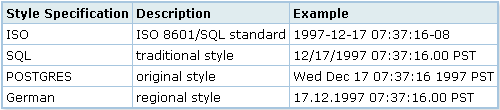 Style Specification Description Example
ISO ISO 8601/SQL standard 1997-12-17 07:37:16-08
SQL traditional style 12/17/1997 07:37:16.00 PST
POSTGRES original style Wed Dec 17 07:37:16 1997 PST
German regional style 17.12.1997 07:37:16.00 PST